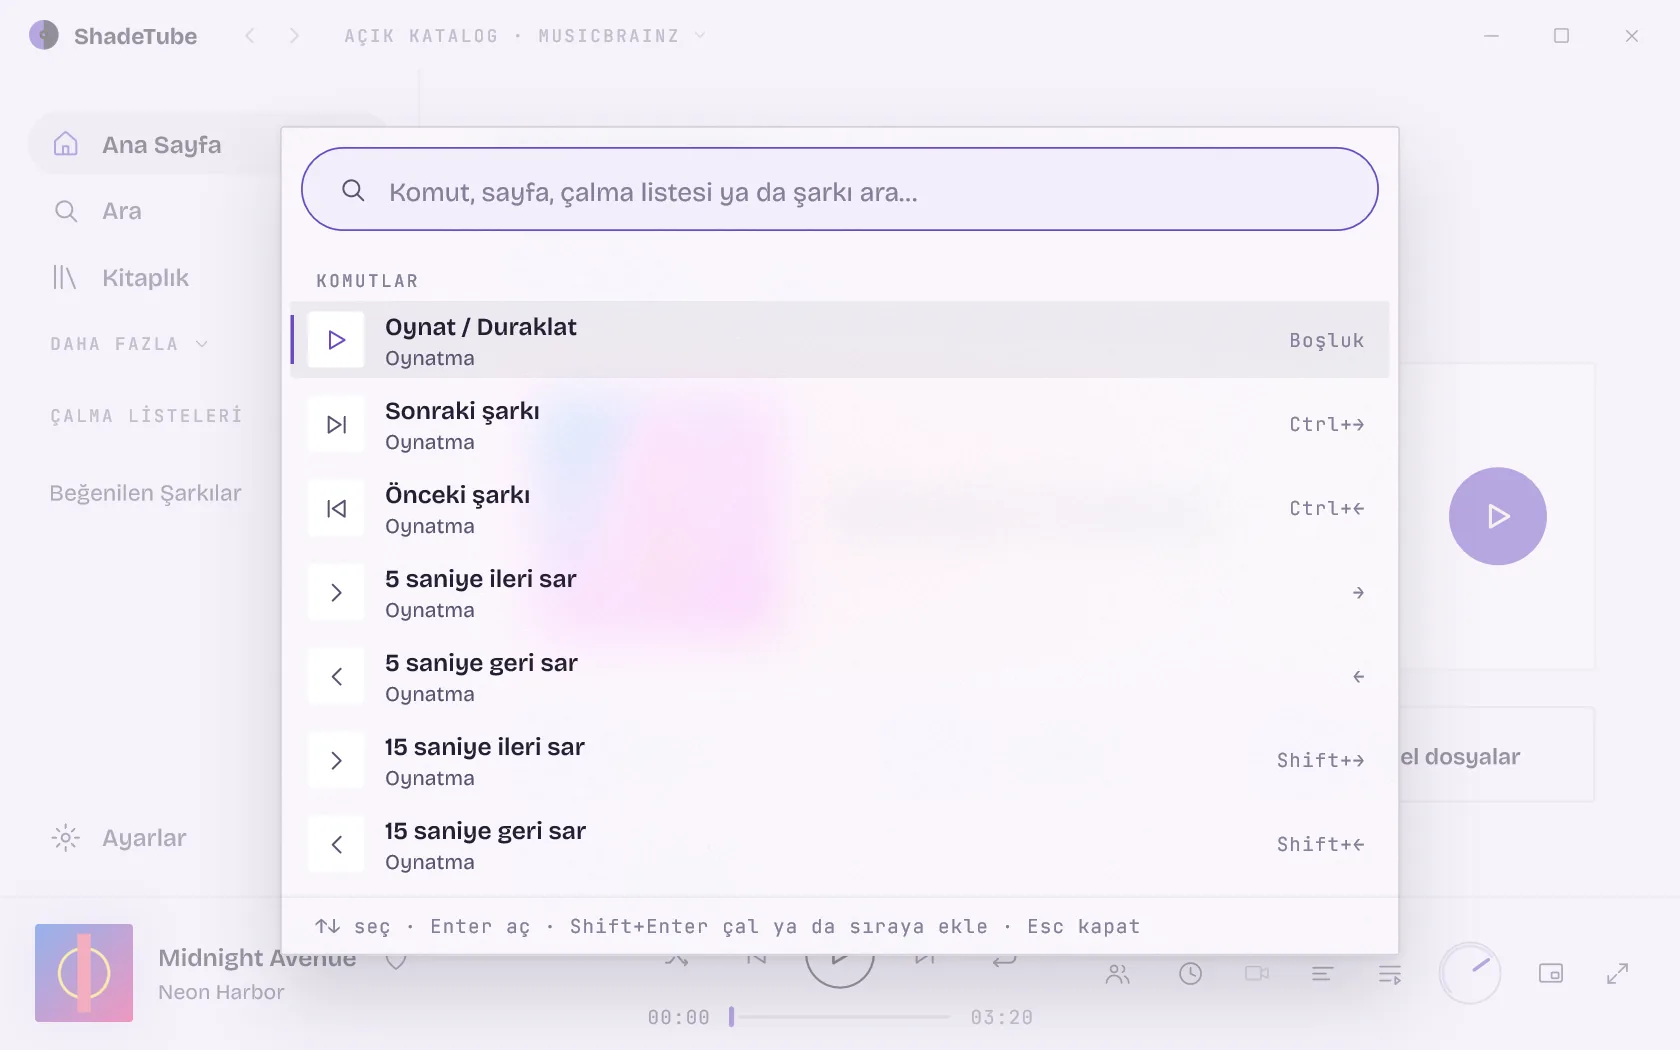 ShadeTube
AÇIK KATALOG · MUSICBRAINZ
Ana Sayfa
Ara
Kitaplık
DAHA FAZLA
ÇALMA LİSTELERİ
Beğenilen Şarkılar
Ayarlar
Komut, sayfa, çalma listesi ya da şarkı ara...
KOMUTLAR
Oynat / Duraklat
Oynatma
Boşluk
Sonraki şarkı
Oynatma
Ctrl+→
Önceki şarkı
Oynatma
Ctrl+←
5 saniye ileri sar
Oynatma
→
5 saniye geri sar
Oynatma
←
15 saniye ileri sar
Oynatma
Shift+→
15 saniye geri sar
Oynatma
Shift+←
↑↓ seç · Enter aç · Shift+Enter çal ya da sıraya ekle · Esc kapat
el dosyalar
Midnight Avenue
Neon Harbor
00:00
03:20